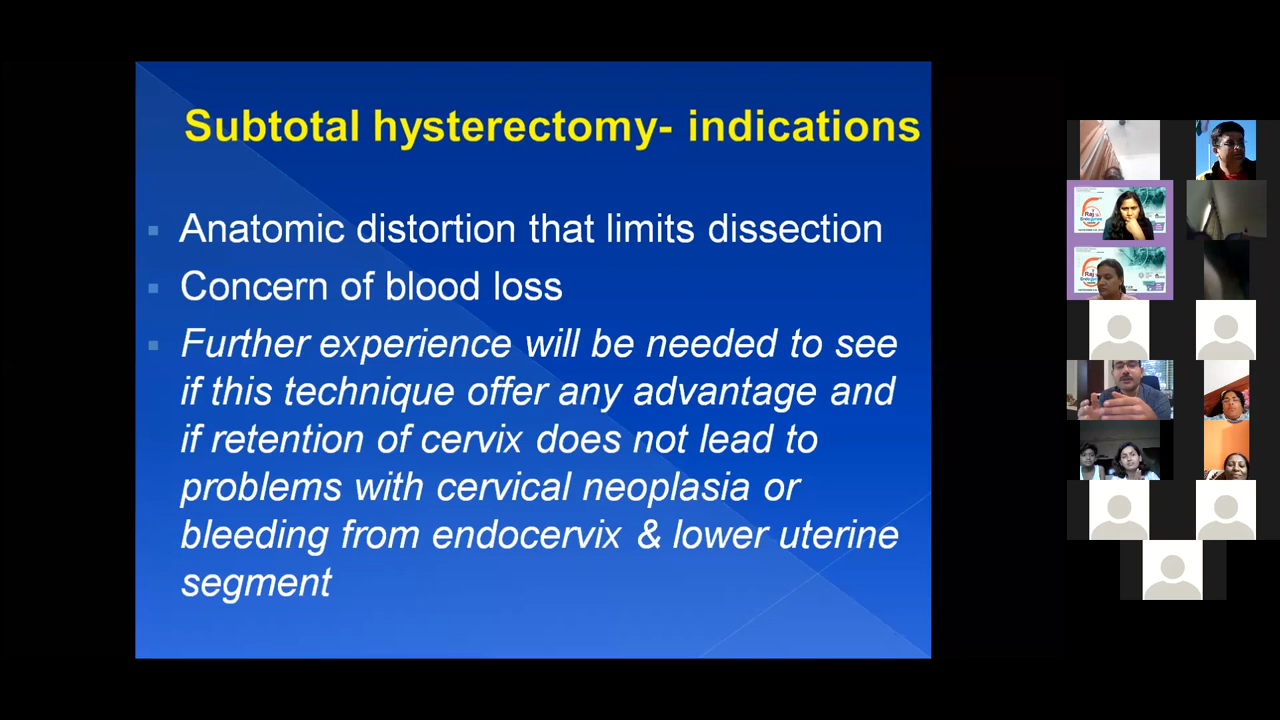 Subtotal hysterectomy- indications
Anatomic distortion that limits dissection
Concern of blood loss
Further experience will be needed to see
if this technique offer any advantage and
if retention of cervix does not lead to
problems with cervical neoplasia or
bleeding from endocervix & lower uterine
segment
Raj
Raj